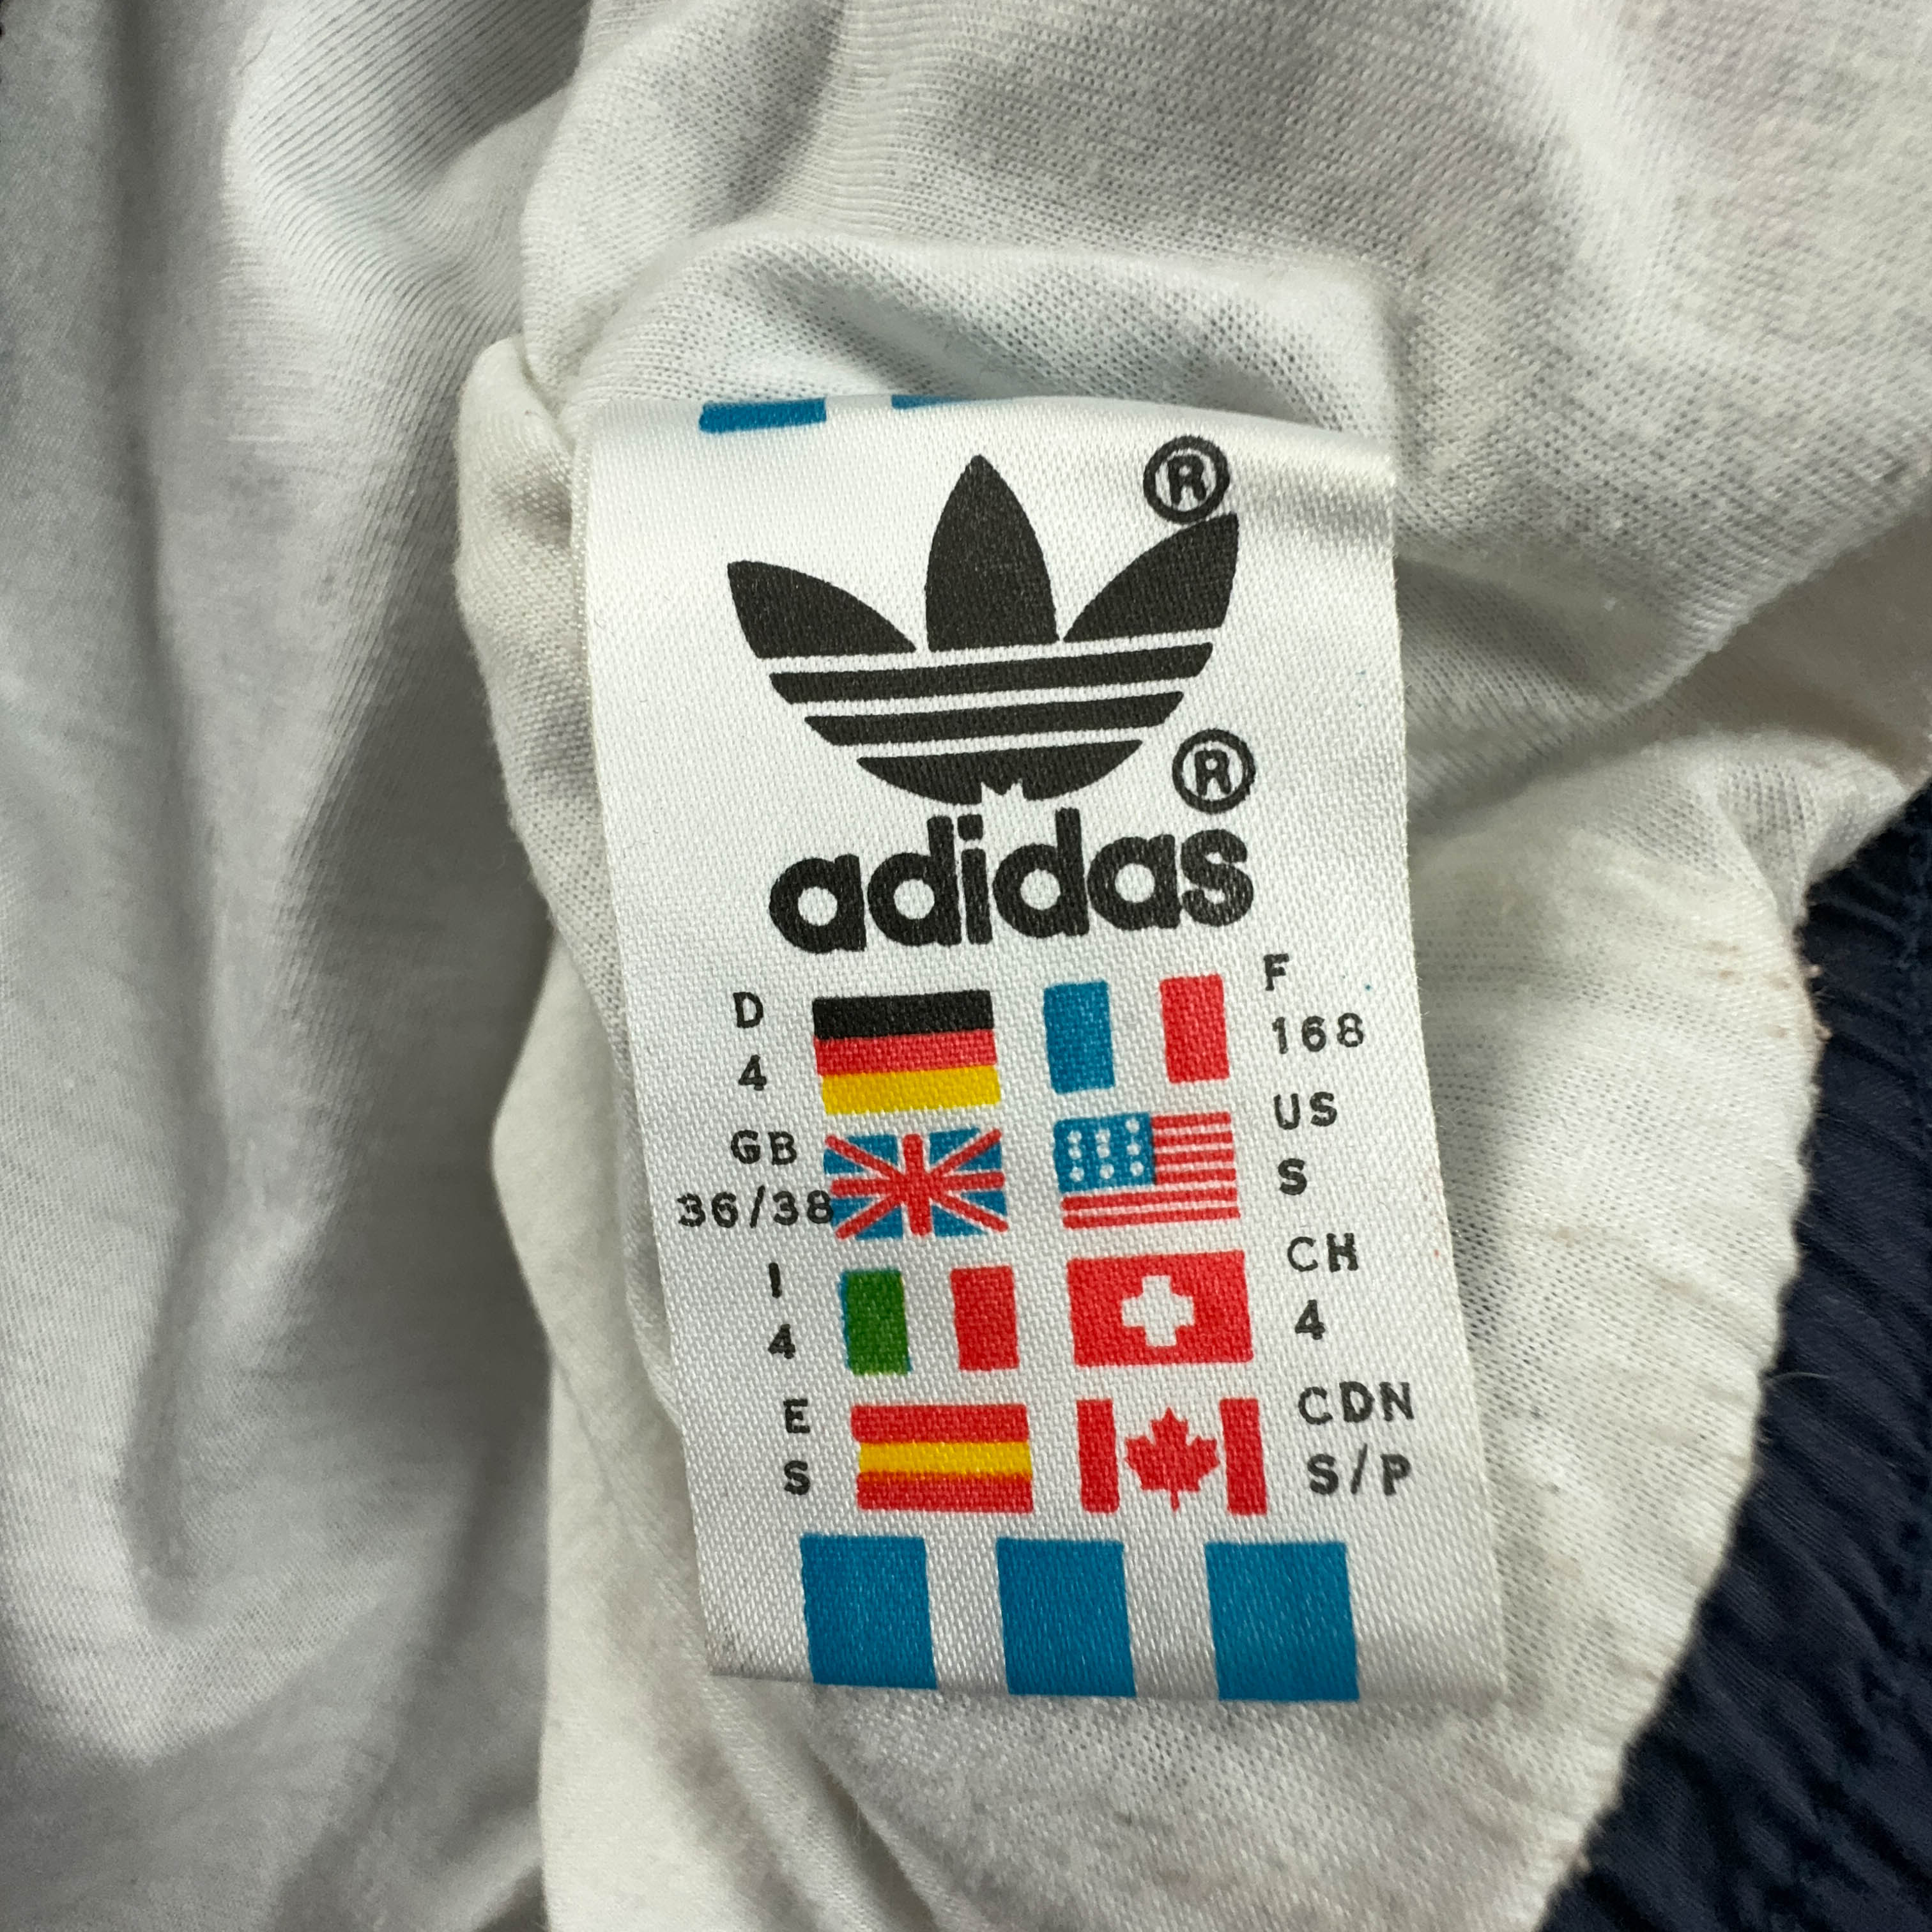 ®
®
adidas
D
4
F
168
GB
36/38
US
S
I
4
CH
4
E
S
CDN
S/P